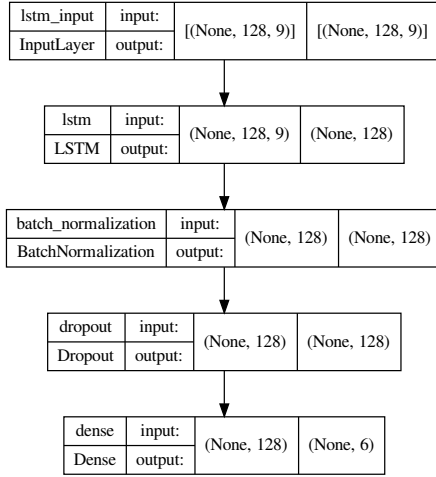 lstm_input input: [(None, 128, 9)] [(None, 128, 9)]
InputLayer output:
lstm input: (None, 128, 9) (None, 128)
LSTM output:
batch_normalization input: (None, 128) (None, 128)
BatchNormalization output:
dropout input: (None, 128) (None, 128)
Dropout output:
dense input: (None, 128) (None, 6)
Dense output: